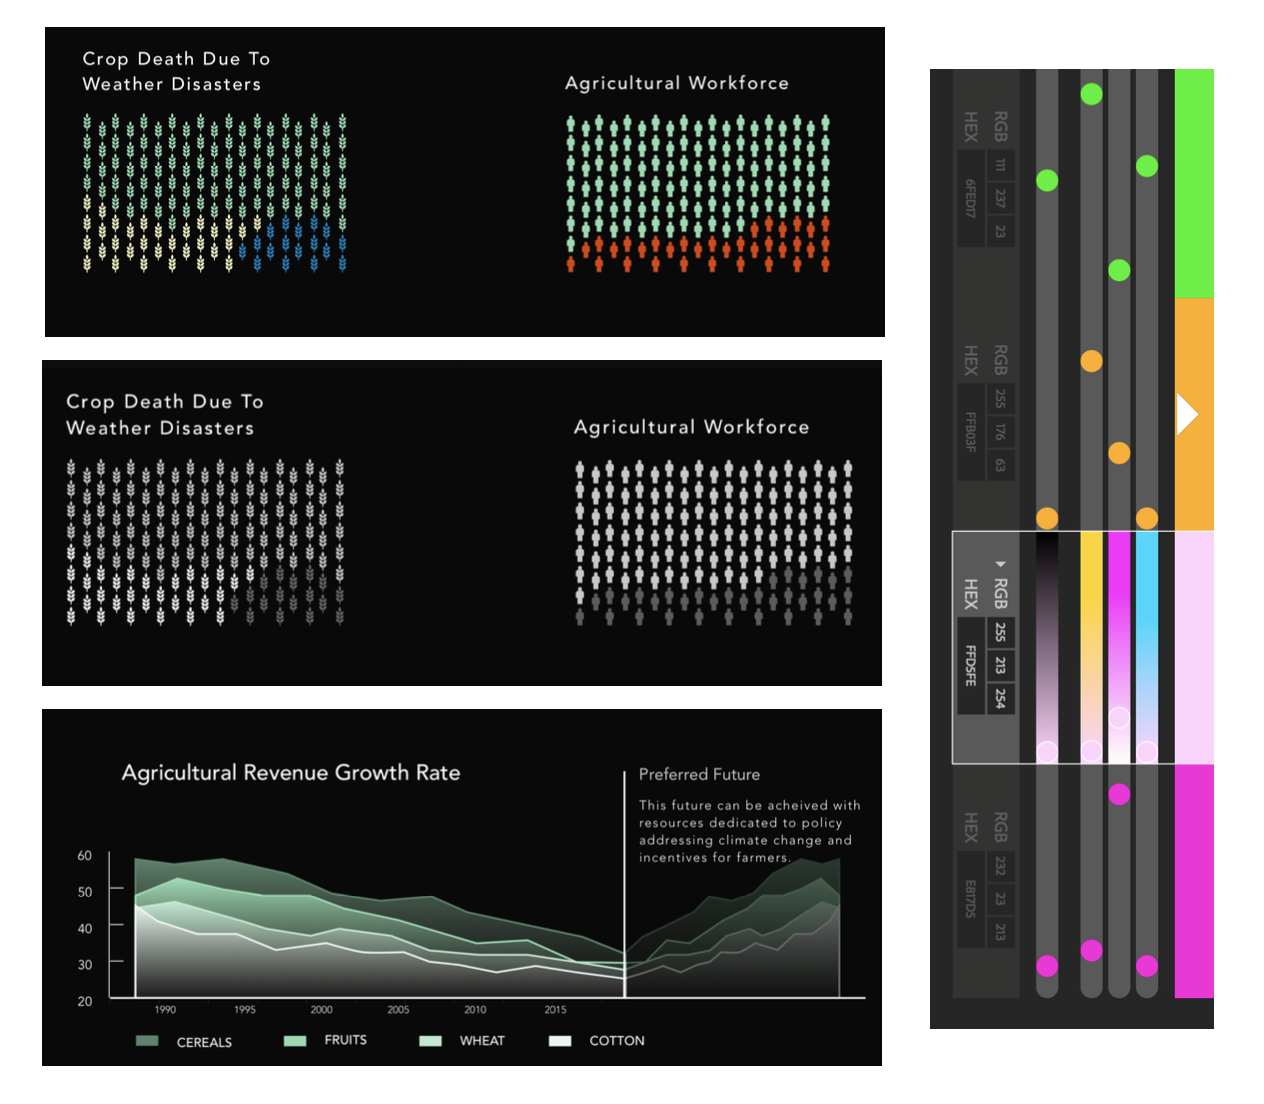 Crop Death Due To
Weather Disasters
Agricultural Workforce
Crop Death Due To
Weather Disasters
Agricultural Workforce
Agricultural Revenue Growth Rate
Preferred Future
This future can be acheived with
resources dedicated to policy
addressing climate change and
incentives for farmers.
60
50
40
30
20
1990
1995
2000
2005
2010
2015
CEREALS
FRUITS
WHEAT
COTTON
RGB
111
237
23
HEX
6FED17
RGB
255
176
63
HEX
FFB03F
RGB
255
213
254
HEX
FFD5FE
RGB
232
23
213
HEX
E817D5